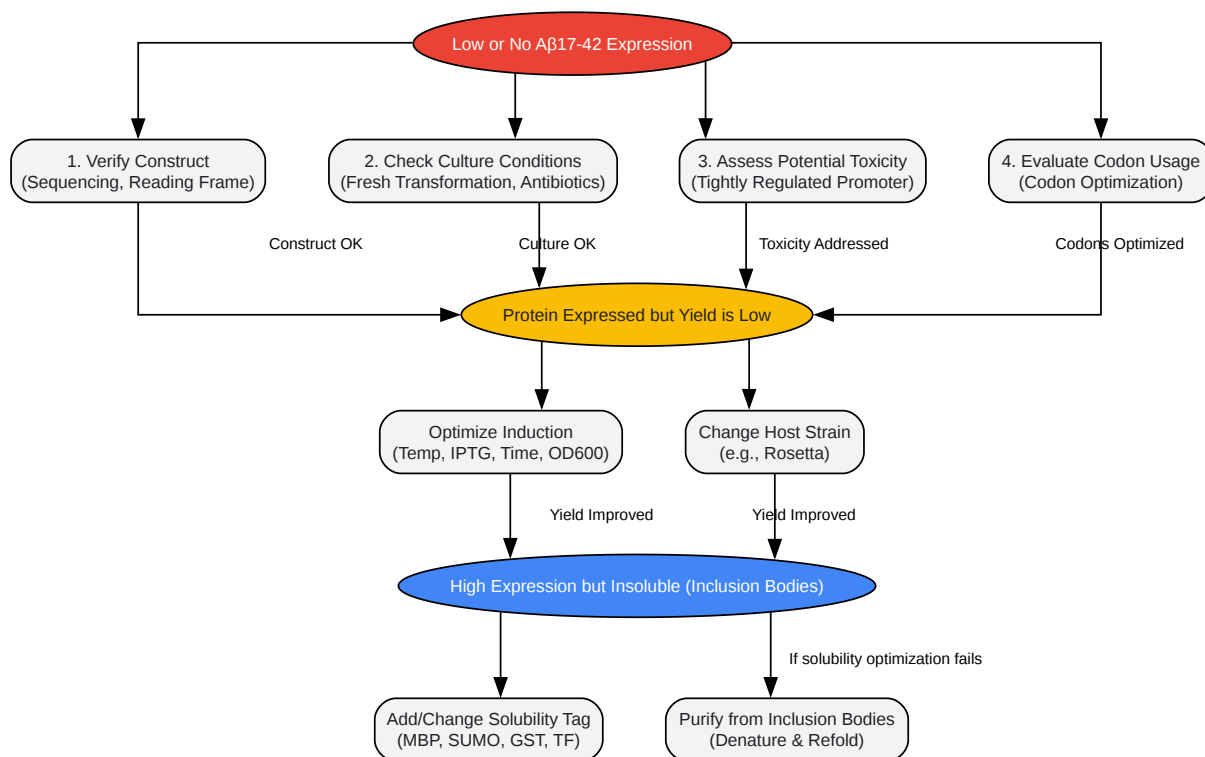 Low or No Aβ17-42 Expression
1. Verify Construct
(Sequencing, Reading Frame)
2. Check Culture Conditions
(Fresh Transformation, Antibiotics)
3. Assess Potential Toxicity
(Tightly Regulated Promoter)
4. Evaluate Codon Usage
(Codon Optimization)
Construct OK
Culture OK
Toxicity Addressed
Codons Optimized
Protein Expressed but Yield is Low
Optimize Induction
(Temp, IPTG, Time, OD600)
Change Host Strain
(e.g., Rosetta)
Yield Improved
Yield Improved
High Expression but Insoluble (Inclusion Bodies)
If solubility optimization fails
Add/Change Solubility Tag
(MBP, SUMO, GST, TF)
Purify from Inclusion Bodies
(Denature & Refold)